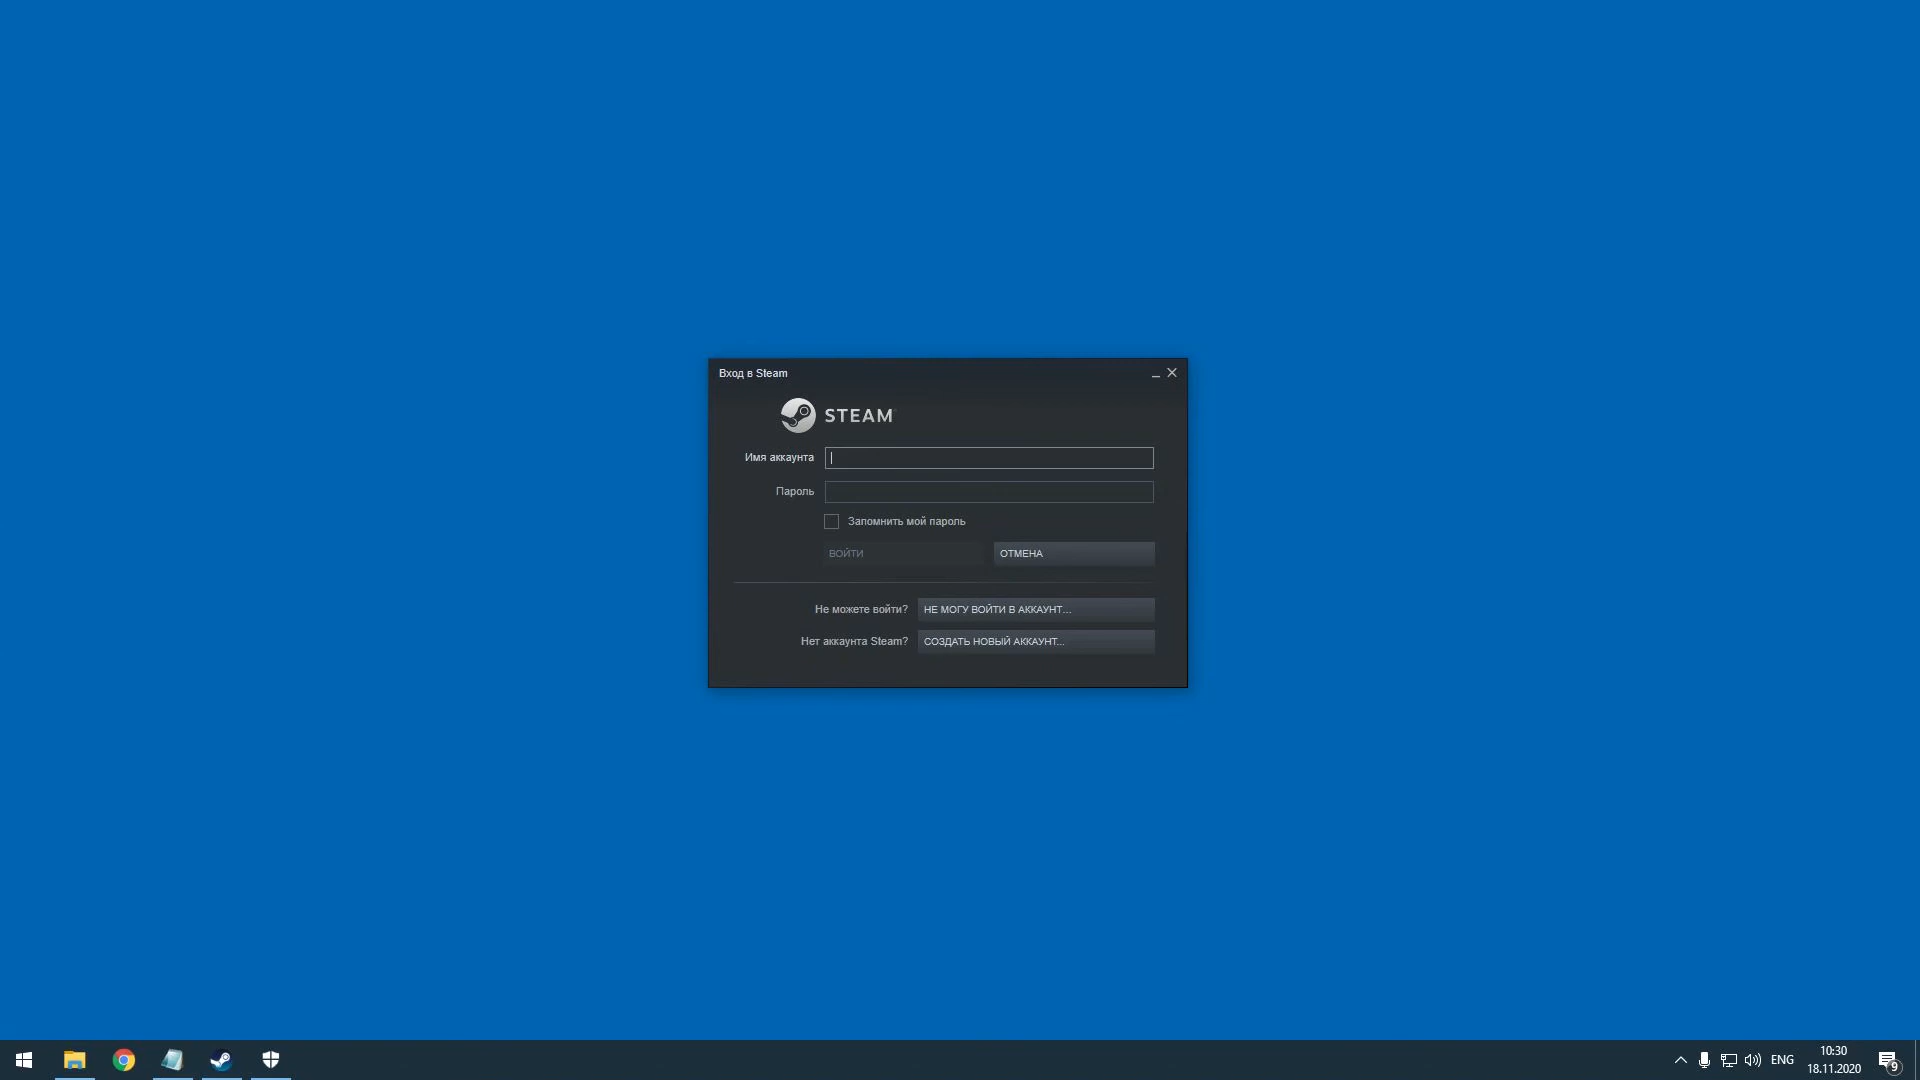 Вход в Steam
STEAM
Имя аккаунта
Пароль
Запомнить мой пароль
ВОЙТИ
ОТМЕНА
Не можете войти?
НЕ МОГУ ВОЙТИ В АККАУНТ...
Нет аккаунта Steam?
СОЗДАТЬ НОВЫЙ АККАУНТ...
ENG
10:30
18.11.2020
9